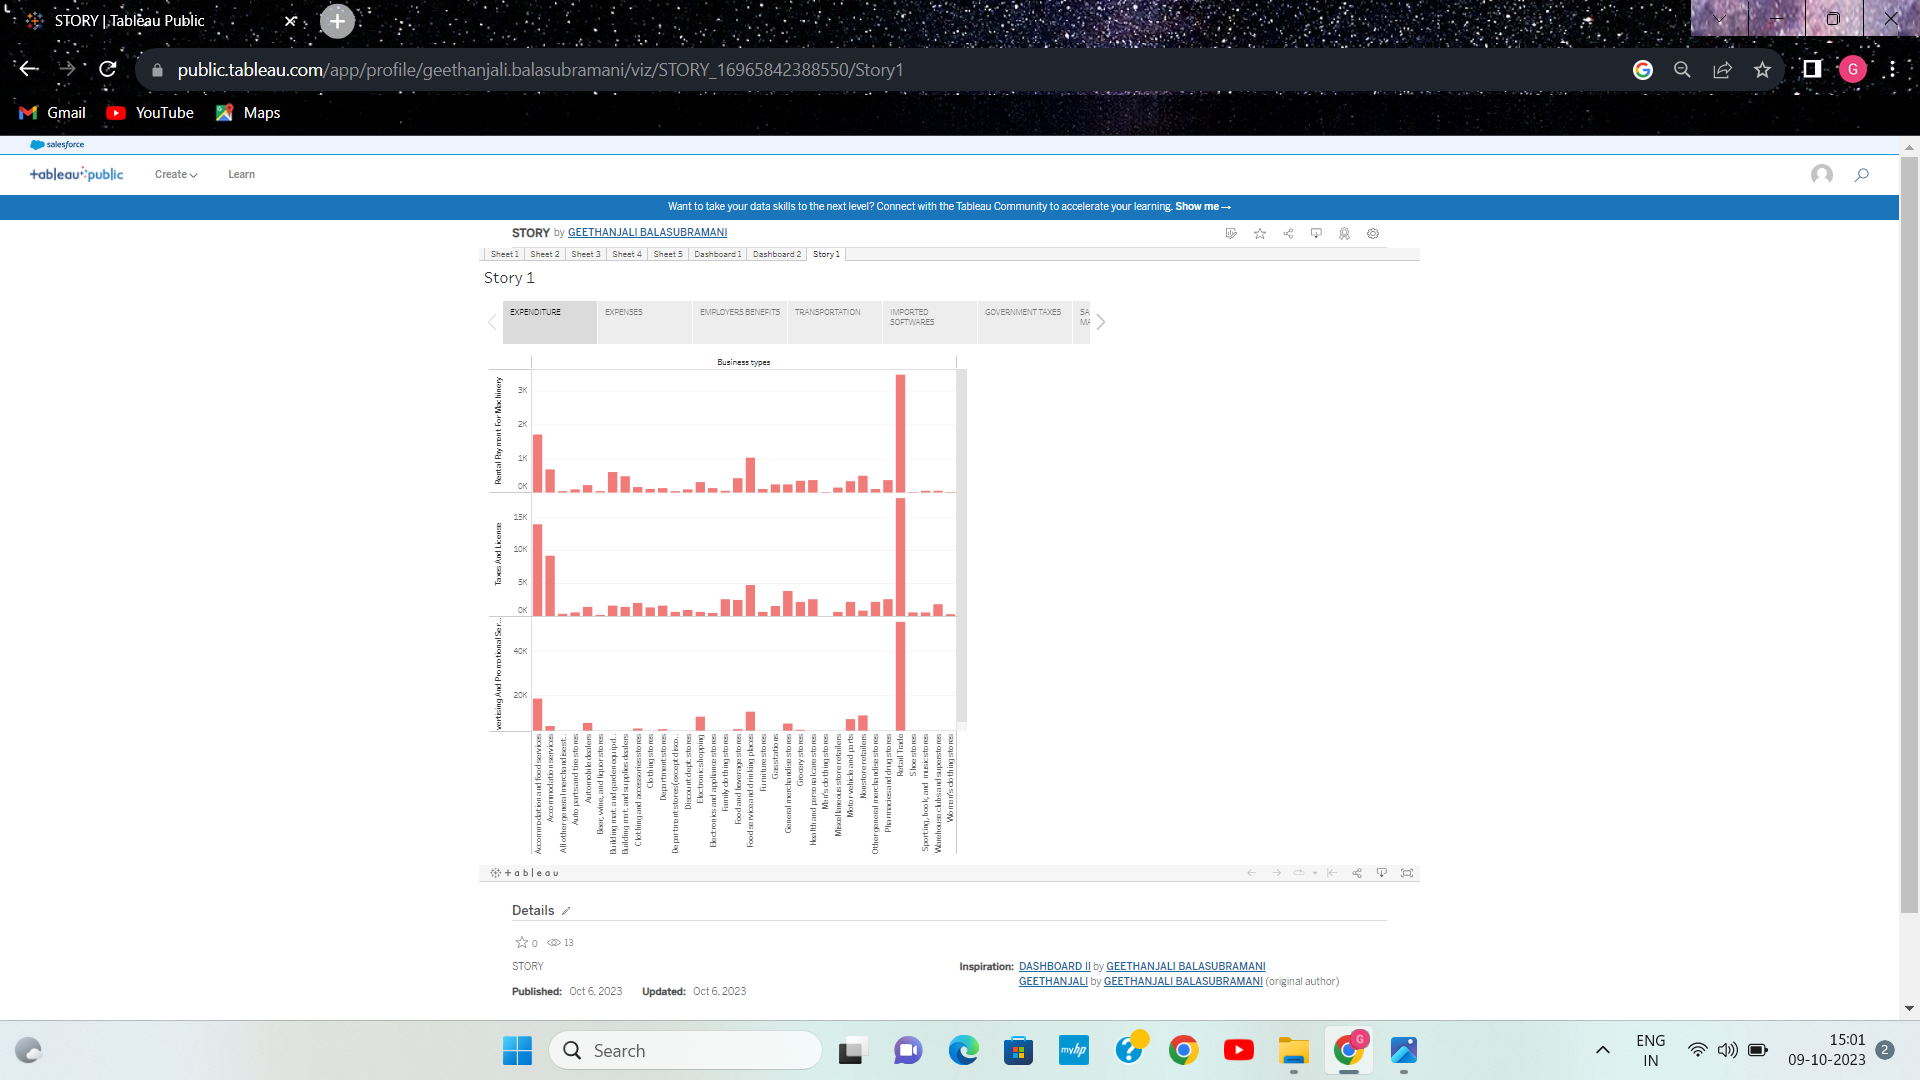 STORY | Tableau Public
public.tableau.com/app/profile/geethanjali.balasubramani/viz/STORY_16965842388550/Story1
G
Gmail
YouTube
Maps
salesforce
+ableau public
Create
Learn
Want to take your data skills to the next level? Connect with the Tableau Community to accelerate your learning. Show me→
STORY by GEETHANJALI BALASUBRAMANI
Sheet 1
Sheet 2
Sheet 3
Sheet 4
Sheet 5
Dashboard 1
Dashboard 2
Story 1
Story 1
EXPENDITURE
EXPENSES
EMPLOYERS BENEFITS
TRANSPORTATION
IMPORTED
SOFTWARES
GOVERNMENT TAXES
SA
MA
Business types
Rental Payment For Machinery
3K
2K
1K
0K
Taxes And License
15K
10K
5K
0K
vertising And Promotional Ser...
40K
20K
Accommodation and food services
Accommodation services
All other general merchandise st...
Auto parts and tire stores
Automobile dealers
Beer, wine, and liquor stores
Building mat. and garden equip d...
Building mat. and supplies dealers
Clothing and accessories stores
Clothing stores
Department stores
Department stores (except disco...
Discount dept. stores
Electronic shopping
Electronics and appliance stores
Family clothing stores
Food and beverage stores
Food service and drinking places
Furniture stores
Gas stations
General merchandise stores
Grocery stores
Health and personal care stores
Men's clothing stores
Miscellaneous store retailers
Motor vehicle and parts
Nonstore retailers
Other general merchandise stores
Pharmacies and drug stores
Retail Trade
Shoe stores
Sporting, book, and music stores
Warehouse clubs and superstores
Women's clothing stores
+ableau
Details
0
13
STORY
Published: Oct 6, 2023
Updated: Oct 6, 2023
Inspiration: DASHBOARD II by GEETHANJALI BALASUBRAMANI
GEETHANJALI by GEETHANJALI BALASUBRAMANI (original author)
Search
myhp
G
ENG
IN
15:01
09-10-2023
2